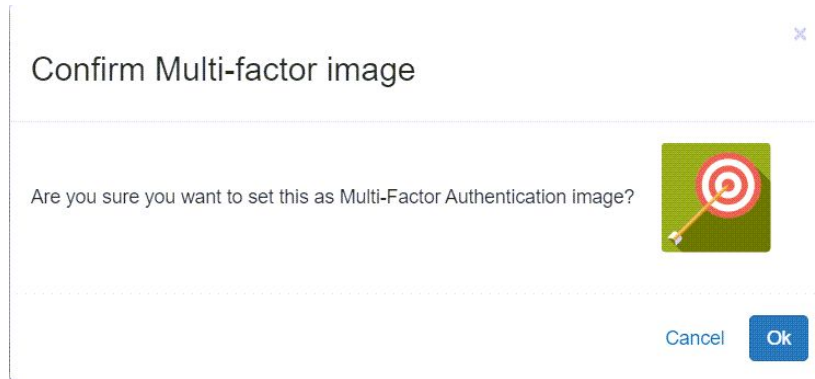 Confirm Multi-factor image
Are you sure you want to set this as Multi-Factor Authentication image?
Cancel
Ok